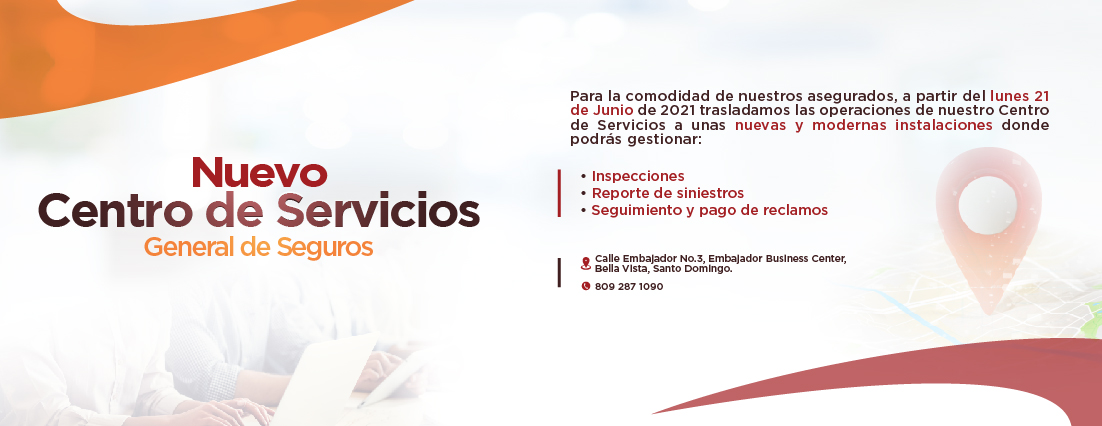 Nuevo
Centro de Servicios
General de Seguros
Para la comodidad de nuestros asegurados, a partir del lunes 21
de Junio de 2021 trasladamos las operaciones de nuestro Centro
de Servicios a unas nuevas y modernas instalaciones donde
podrás gestionar:
• Inspecciones
• Reporte de siniestros
• Seguimiento y pago de reclamos
Calle Embajador No.3, Embajador Business Center,
Bella Vista, Santo Domingo.
809 287 1090